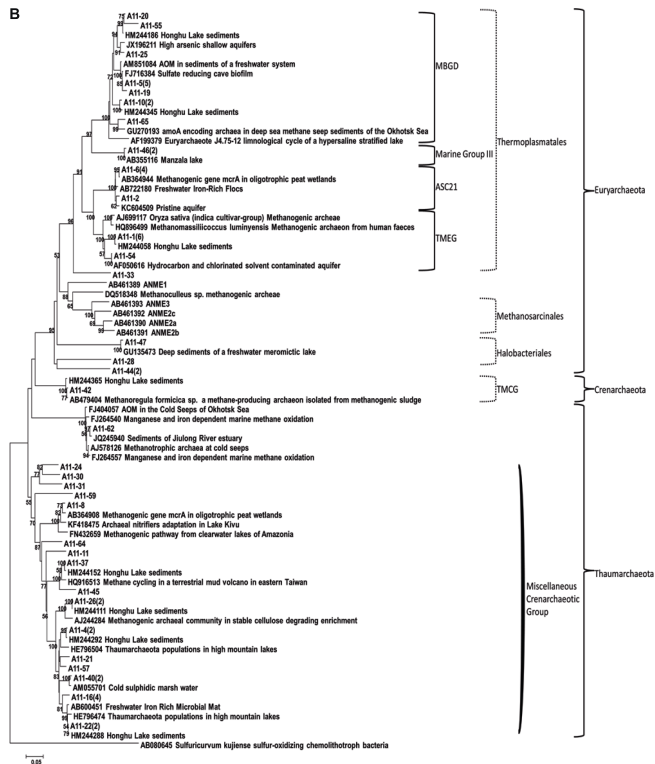 B
A11-20
A11-55
HM244186 Honghu Lake sediments
JX196211 High arsenic shallow aquifers
A11-25
AM851084 AOM in sediments of a freshwater system
FJ716384 Sulfate reducing cave biofilm
A11-5(5)
A11-19
A11-10(2)
HM244345 Honghu Lake sediments
A11-65
GU270193 amoA encoding archaea in deep sea methane seep sediments of the Okhotsk Sea
AF199379 Euryarchaeote J4.75-12 limnological cycle of a hypersaline stratified lake
A11-46(2)
AB355116 Manzala lake
A11-6(4)
AB364944 Methanogenic gene mcrA in oligotrophic peat wetlands
AB722180 Freshwater Iron-Rich Flocs
A11-2
KC604509 Pristine aquifer
AJ699117 Oryza sativa (indica cultivar-group) Methanogenic archeae
HQ896499 Methanomassiliicoccus luminyensis Methanogenic archaeon from human faeces
A11-1(6)
HM244058 Honghu Lake sediments
A11-54
AF050616 Hydrocarbon and chlorinated solvent contaminated aquifer
A11-33
AB461389 ANME1
DQ518348 Methanoculleus sp. methanogenic archeae
AB461393 ANME3
AB461392 ANME2c
AB461390 ANME2a
AB461391 ANME2b
A11-47
GU135473 Deep sediments of a freshwater meromictic lake
A11-28
A11-44(2)
HM244365 Honghu Lake sediments
A11-42
AB479404 Methanoregula formicica sp. a methane-producing archaeon isolated from methanogenic sludge
FJ404057 AOM in the Cold Seeps of Okhotsk Sea
FJ264540 Manganese and iron dependent marine methane oxidation
A11-62
JQ245940 Sediments of Jiulong River estuary
AJ578126 Methanotrophic archaea at cold seeps
FJ264557 Manganese and iron dependent marine methane oxidation
A11-24
A11-30
A11-31
A11-59
A11-8
AB364908 Methanogenic gene mcrA in oligotrophic peat wetlands
KF418475 Archaeal nitrifiers adaptation in Lake Kivu
FN432659 Methanogenic pathway from clearwater lakes of Amazonia
A11-64
A11-11
A11-37
HM244152 Honghu Lake sediments
HQ916513 Methane cycling in a terrestrial mud volcano in eastern Taiwan
A11-45
A11-26(2)
HM244111 Honghu Lake sediments
AJ244284 Methanogenic archaeal community in stable cellulose degrading enrichment
A11-4(2)
HM244292 Honghu Lake sediments
HE796504 Thaumarchaeota populations in high mountain lakes
A11-21
A11-57
A11-40(2)
AM055701 Cold sulphidic marsh water
A11-16(4)
AB600451 Freshwater Iron Rich Microbial Mat
HE796474 Thaumarchaeota populations in high mountain lakes
A11-22(2)
HM244288 Honghu Lake sediments
AB080645 Sulfuricurvum kujiense sulfur-oxidizing chemolithotroph bacteria
0.05
MBGD
Marine Group III
ASC21
TMEG
Thermoplasmatales
Methanosarcinales
Halobacteriales
TMCG
Euryarchaeota
Crenarchaeota
Miscellaneous
Crenarchaeotic
Group
Thaumarchaeota